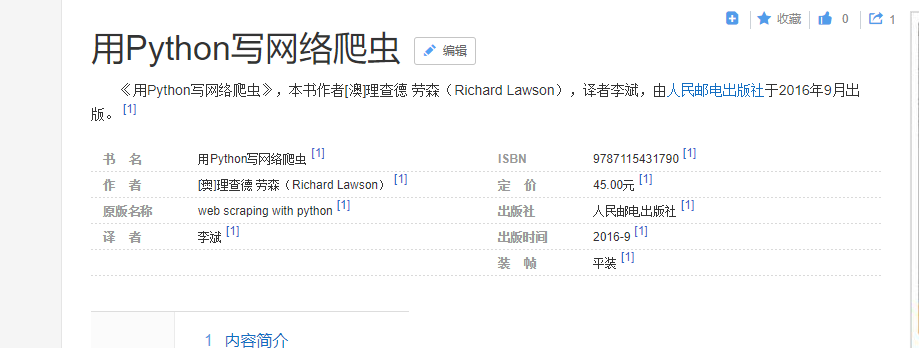 收藏 0 1
用Python写网络爬虫 编辑
《用Python写网络爬虫》，本书作者[澳]理查德 劳森（Richard Lawson），译者李斌，由人民邮电出版社于2016年9月出
版。[1]
书 名 用Python写网络爬虫 [1] ISBN 9787115431790 [1]
作 者 [澳]理查德 劳森（Richard Lawson） [1] 定 价 45.00元 [1]
原版名称 web scraping with python [1] 出版社 人民邮电出版社 [1]
译 者 李斌 [1] 出版时间 2016-9 [1]
装 帧 平装 [1]
1 内容简介